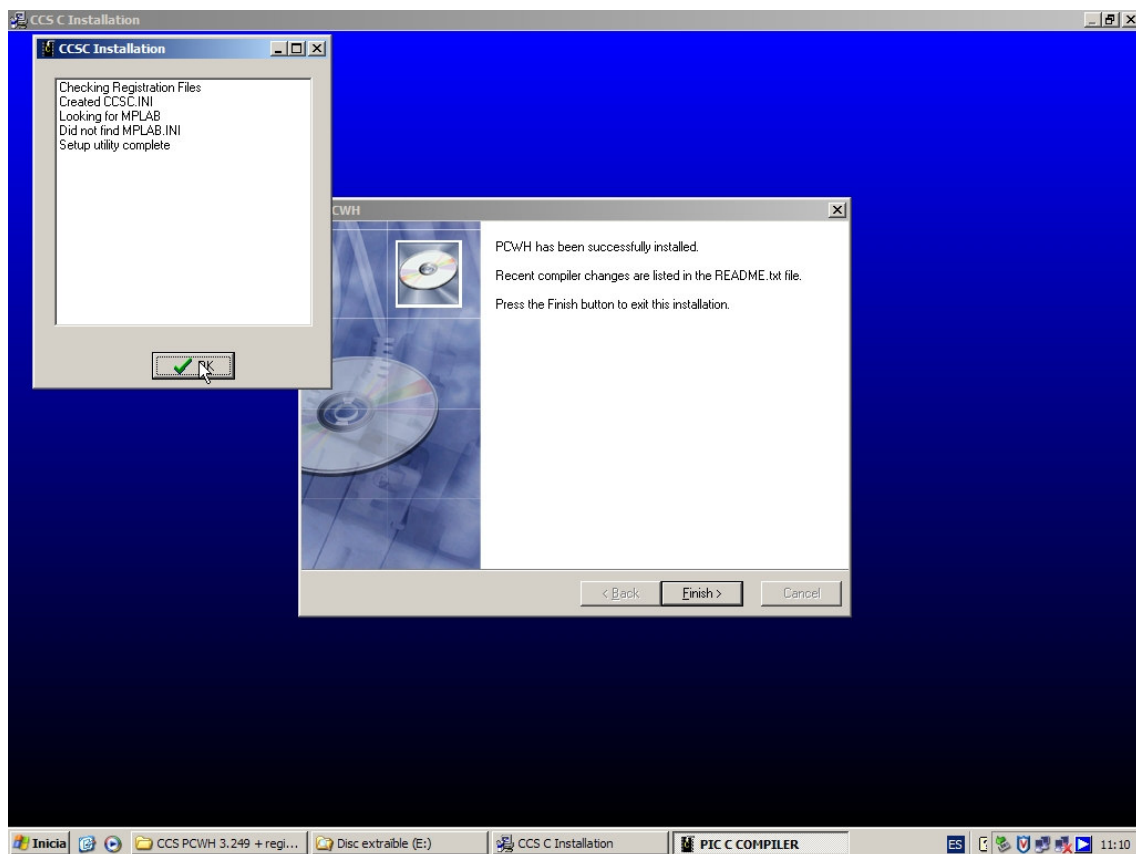 CCS C Installation
CCSC Installation
Checking Registration Files
Created CCSC.INI
Looking for MPLAB
Did not find MPLAB.INI
Setup utility complete
OK
CWH
PCWH has been successfully installed.
Recent compiler changes are listed in the README.txt file.
Press the Finish button to exit this installation.
< Back
Finish >
Cancel
Inicia
CCS PCWH 3.249 + regi...
Disc extraible (E:)
CCS C Installation
PIC C COMPILER
ES
11:10